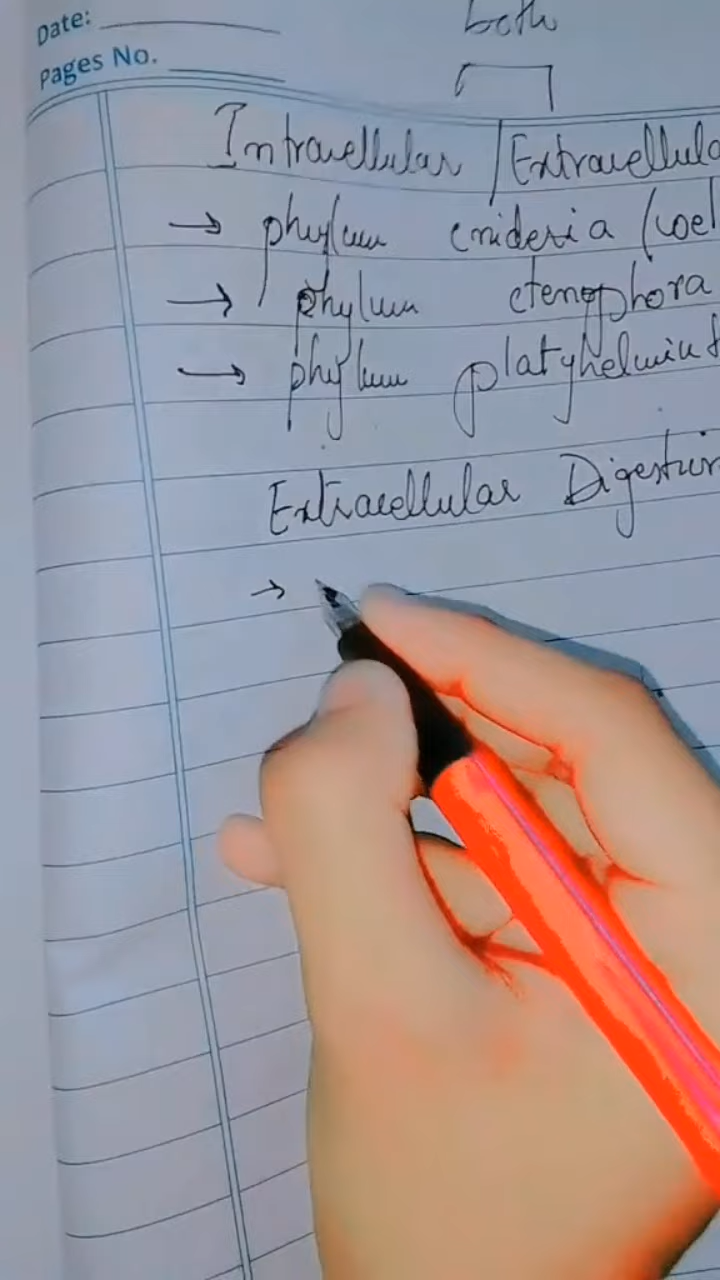 Date:
both
Pages No.
Intracellular / Extracellula
→ phylum cnideria (coel
→ phylum ctenophora
→ phylum platyhelmint
Extracellular Digestion
→